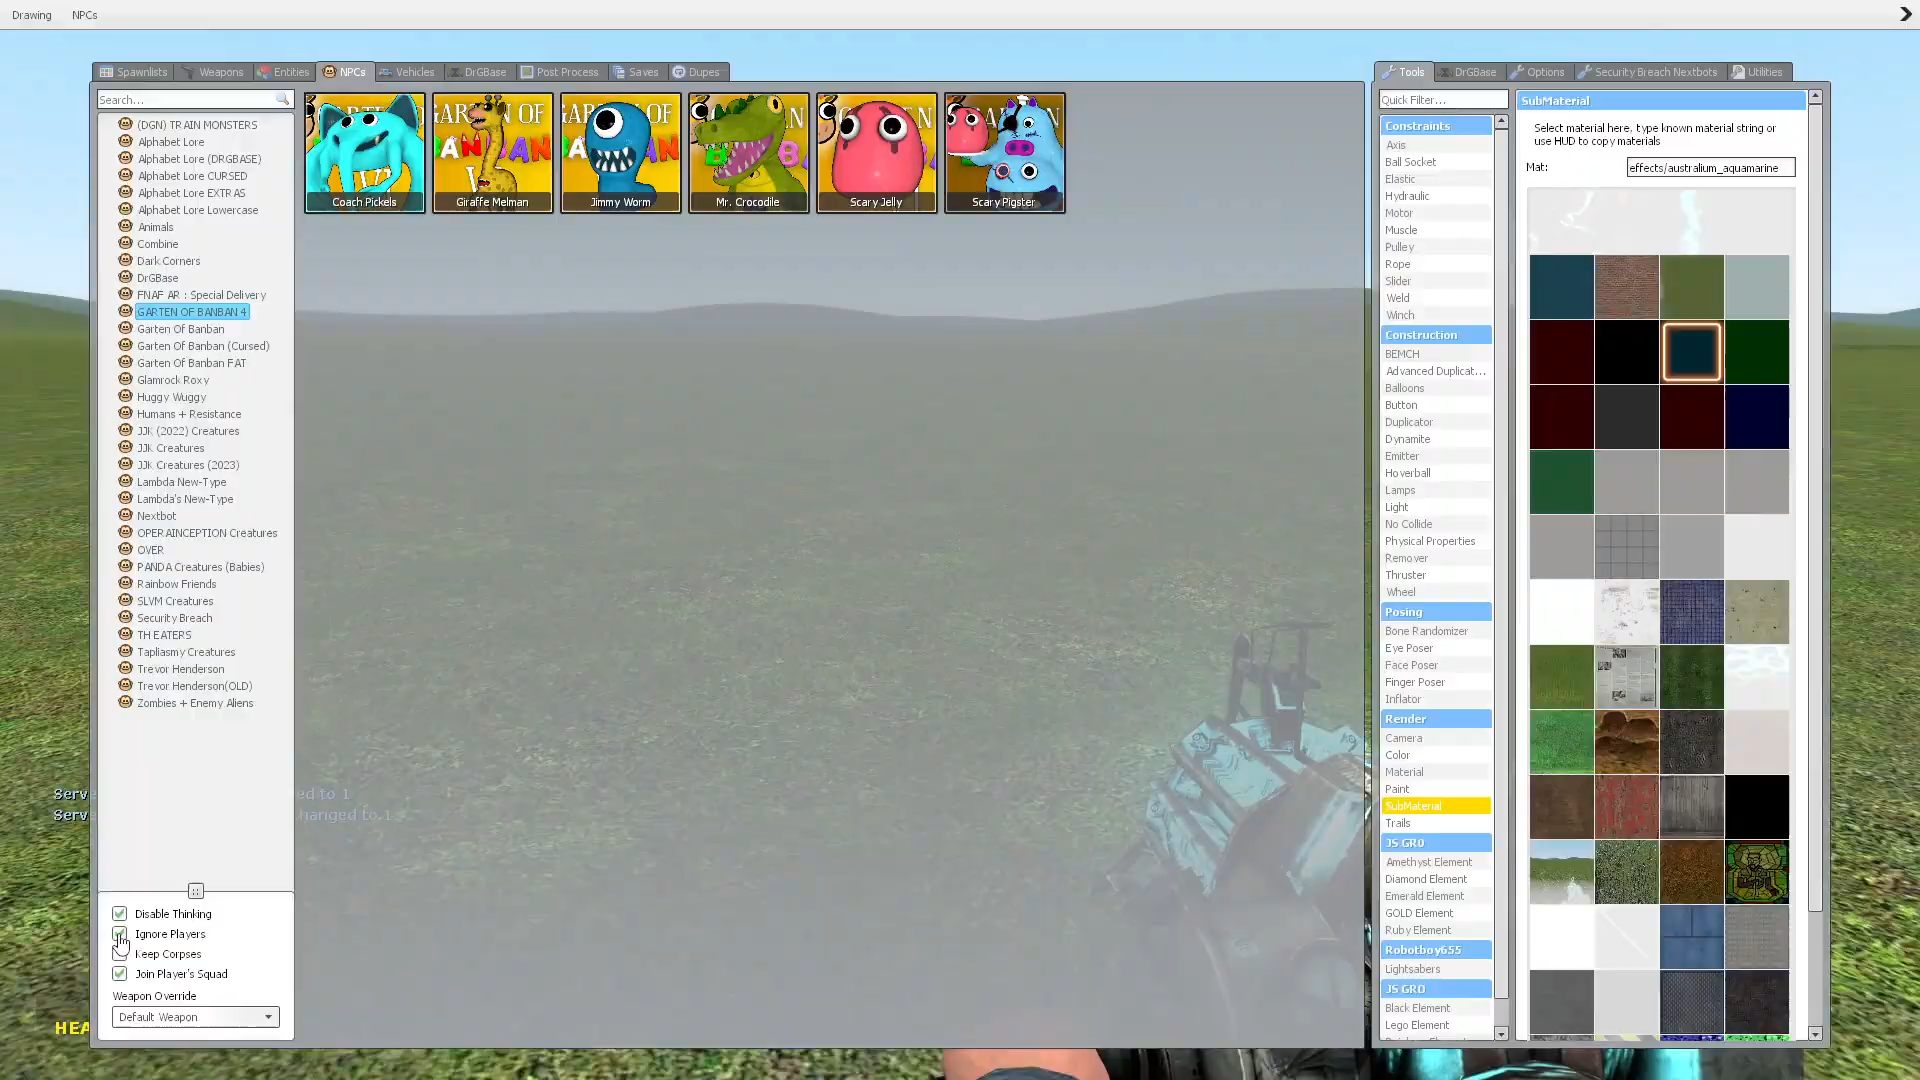 Drawing NPCs
Spawnlists Weapons Entities NPCs Vehicles DrGBase Post Process Saves Dupes
Tools DrGBase Options Security Breach Nextbots Utilities
Search...
(DGN) TRAIN MONSTERS
Alphabet Lore
Alphabet Lore (DRGBASE)
Alphabet Lore CURSED
Alphabet Lore EXTRAS
Alphabet Lore Lowercase
Animals
Combine
Dark Corners
DrGBase
FNAF AR : Special Delivery
GARTEN OF BANBAN 4
Garten Of Banban
Garten Of Banban (Cursed)
Garten Of Banban FAT
Glamrock Roxy
Huggy Wuggy
Humans + Resistance
JJK (2022) Creatures
JJK Creatures
JJK Creatures (2023)
Lambda New-Type
Lambda's New-Type
Nextbot
OPERAINCEPTION Creatures
OVER
PANDA Creatures (Babies)
Rainbow Friends
SLVM Creatures
Security Breach
TH EATERS
Tapliasmy Creatures
Trevor Henderson
Trevor Henderson(OLD)
Zombies + Enemy Aliens
Serv ed to 1
Serv hanged to 1
Disable Thinking
Ignore Players
Keep Corpses
Join Player's Squad
Weapon Override
Default Weapon
HEA
Coach Pickels
Giraffe Melman
Jimmy Worm
Mr. Crocodile
Scary Jelly
Scary Pigster
Quick Filter...
Constraints
Axis
Ball Socket
Elastic
Hydraulic
Motor
Muscle
Pulley
Rope
Slider
Weld
Winch
Construction
BEMCH
Advanced Duplicat...
Balloons
Button
Duplicator
Dynamite
Emitter
Hoverball
Lamps
Light
No Collide
Physical Properties
Remover
Thruster
Wheel
Posing
Bone Randomizer
Eye Poser
Face Poser
Finger Poser
Inflator
Render
Camera
Color
Material
Paint
SubMaterial
Trails
JS GRO
Amethyst Element
Diamond Element
Emerald Element
GOLD Element
Ruby Element
Robotboy655
Lightsabers
JS GRO
Black Element
Lego Element
SubMaterial
Select material here, type known material string or
use HUD to copy materials
Mat: effects/australium_aquamarine